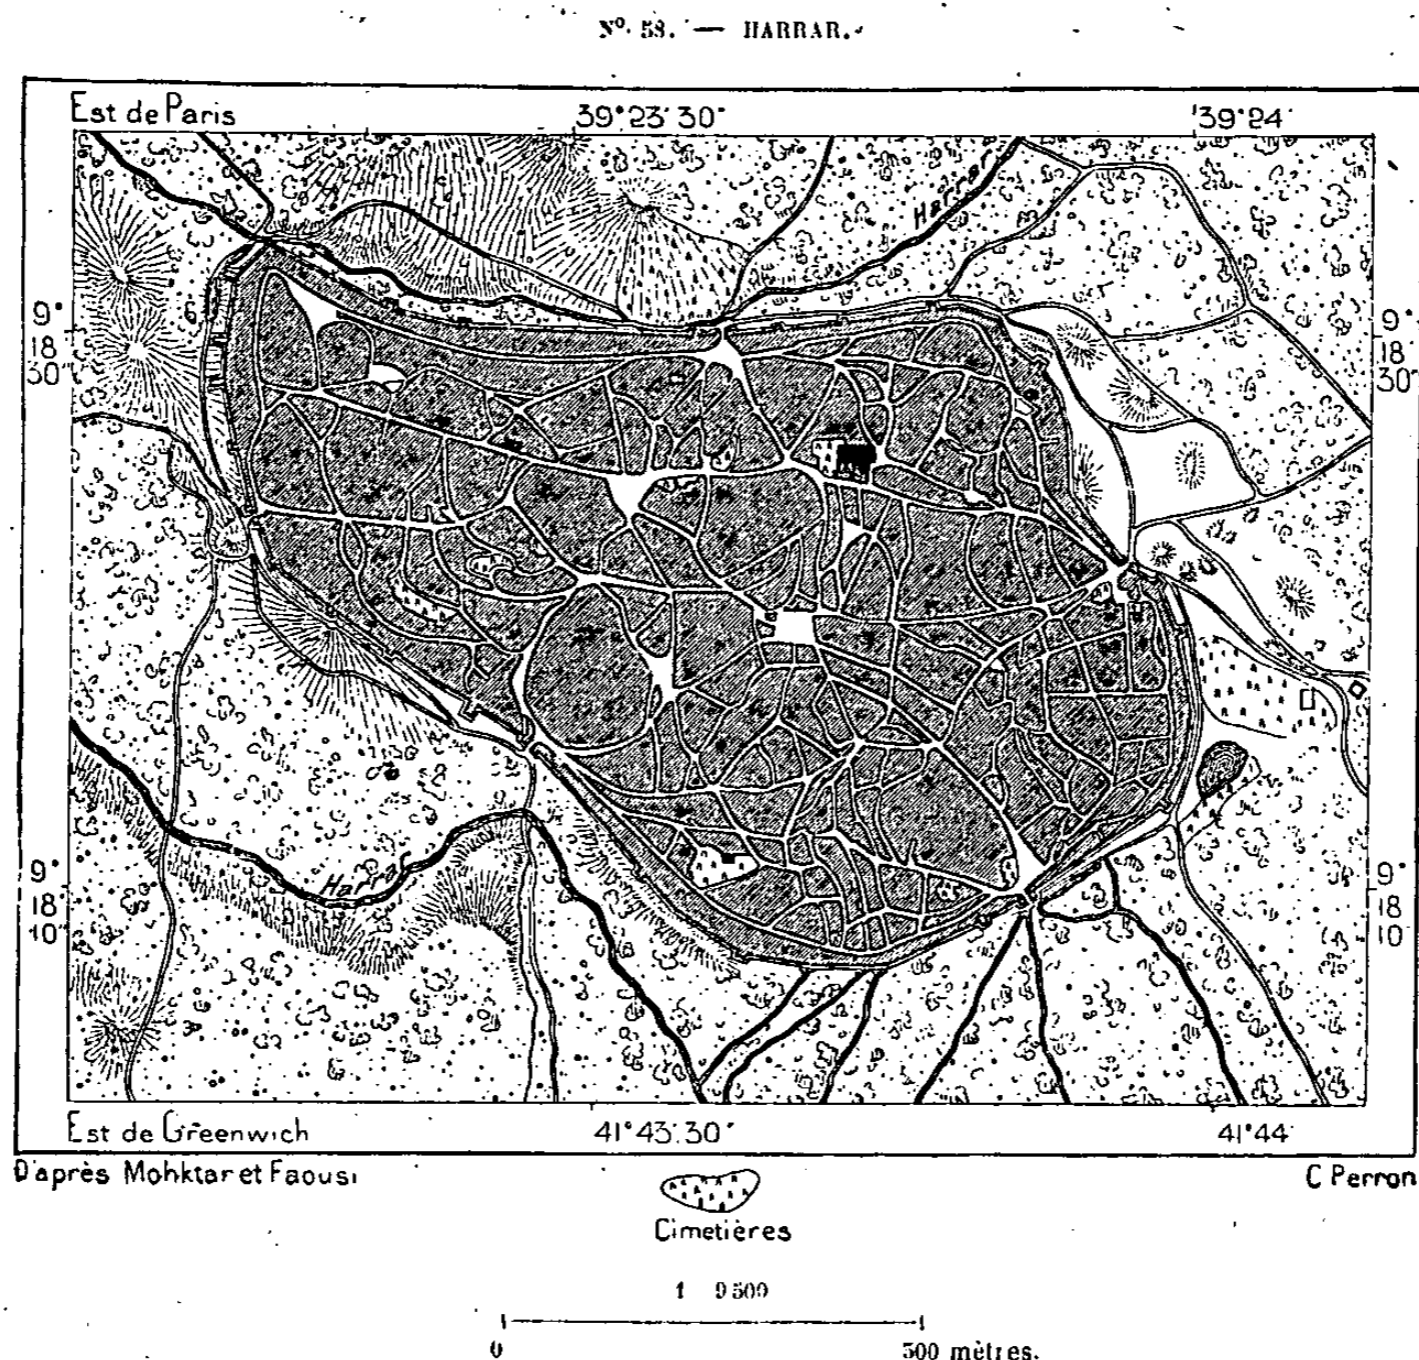 Nº. 58. — HARRAR.
Est de Paris
39°23'30"
39°24'
Harrar
9°
18'
30"
9°
18'
30"
Harrar
9°
18'
10"
9°
18'
10"
Est de Greenwich
41°43'30"
41°44'
D'après Mohktar et Faousi
C Perron
Cimetières
1 9 500
0
500 mètres.